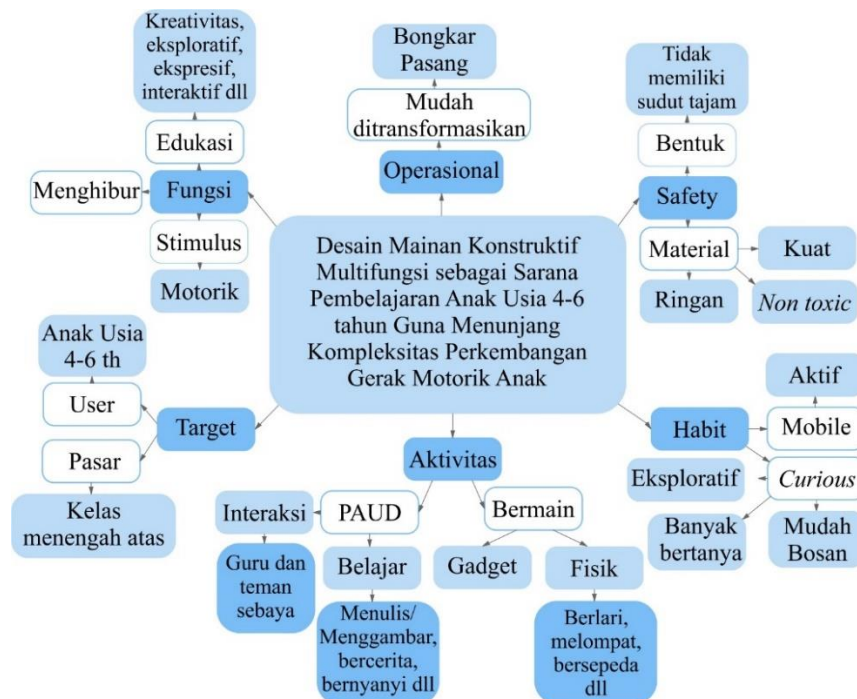 Kreativitas,
eksploratif,
ekspresif,
interaktif dll
Edukasi
Menghibur
Fungsi
Stimulus
Motorik
Bongkar
Pasang
Mudah
ditransformasikan
Operasional
Tidak
memiliki
sudut tajam
Bentuk
Safety
Material
Kuat
Ringan
Non toxic
Desain Mainan Konstruktif
Multifungsi sebagai Sarana
Pembelajaran Anak Usia 4-6
tahun Guna Menunjang
Kompleksitas Perkembangan
Gerak Motorik Anak
Anak Usia
4-6 th
User
Target
Pasar
Kelas
menengah atas
Aktivitas
Interaksi
PAUD
Bermain
Guru dan
teman
sebaya
Belajar
Gadget
Fisik
Menulis/
Menggambar,
bercerita,
bernyanyi dll
Berlari,
melompat,
bersepeda
dll
Aktif
Habit
Mobile
Eksploratif
Curious
Banyak
bertanya
Mudah
Bosan